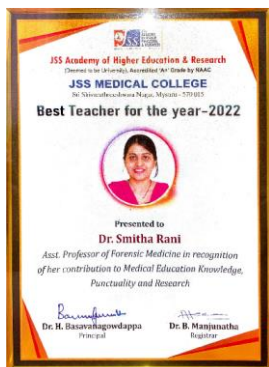 JSS Academy of Higher Education & Research
(Deemed to be University), Accredited 'A+' Grade by NAAC
JSS MEDICAL COLLEGE
Sri Shivarathreeshwara Nagar, Mysuru - 570 015
Best Teacher for the year-2022
Presented to
Dr. Smitha Rani
Asst. Professor of Forensic Medicine in recognition
of her contribution to Medical Education Knowledge,
Punctuality and Research
Dr. H. Basavanagowdappa
Principal
Dr. B. Manjunatha
Registrar